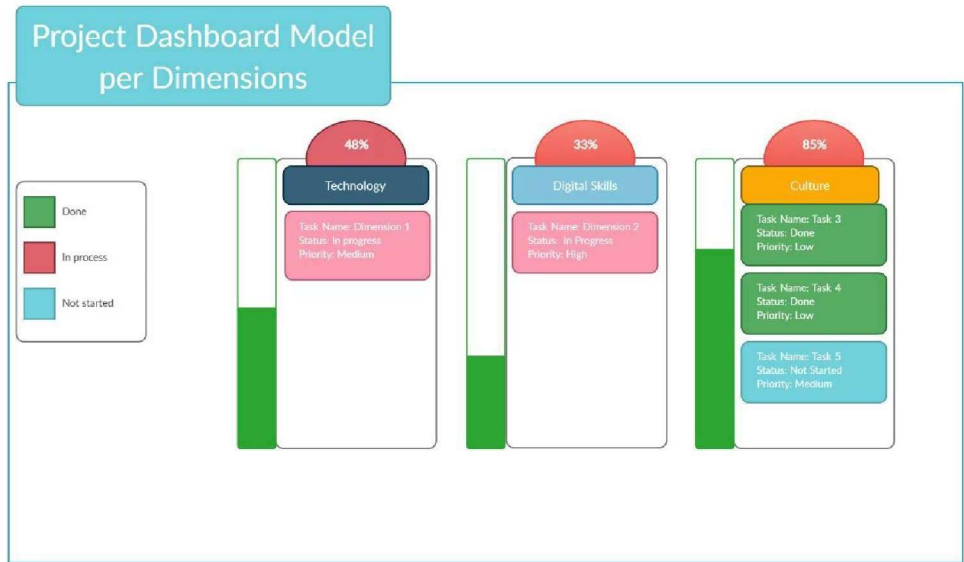 Project Dashboard Model
per Dimensions
Done
In process
Not started
48%
Technology
Task Name: Dimension 1
Status: In progress
Priority: Medium
33%
Digital Skills
Task Name: Dimension 2
Status: In Progress
Priority: High
85%
Culture
Task Name: Task 3
Status: Done
Priority: Low
Task Name: Task 4
Status: Done
Priority: Low
Task Name: Task 5
Status: Not Started
Priority: Medium